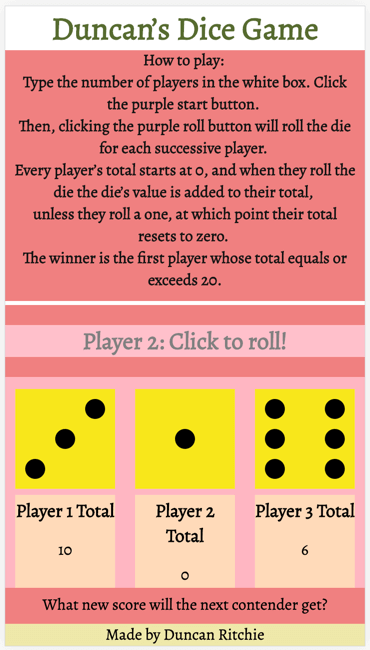 Duncan's Dice Game
How to play:
Type the number of players in the white box. Click
the purple start button.
Then, clicking the purple roll button will roll the die
for each successive player.
Every player's total starts at 0, and when they roll the
die the die's value is added to their total,
unless they roll a one, at which point their total
resets to zero.
The winner is the first player whose total equals or
exceeds 20.
Player 2: Click to roll!
Player 1 Total
10
Player 2
Total
0
Player 3 Total
6
What new score will the next contender get?
Made by Duncan Ritchie